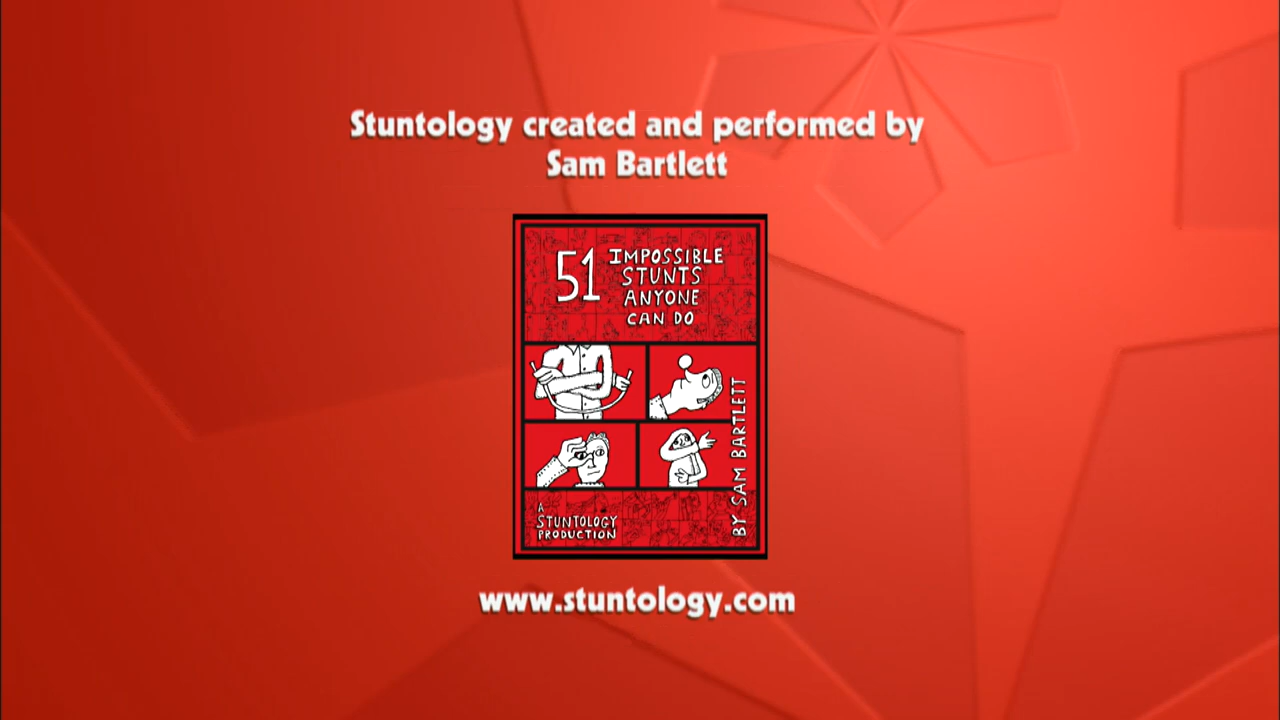 Stuntology created and performed by
Sam Bartlett
51 IMPOSSIBLE
STUNTS
ANYONE
CAN DO
BY SAM BARTLETT
A
STUNTOLOGY
PRODUCTION
www.stuntology.com